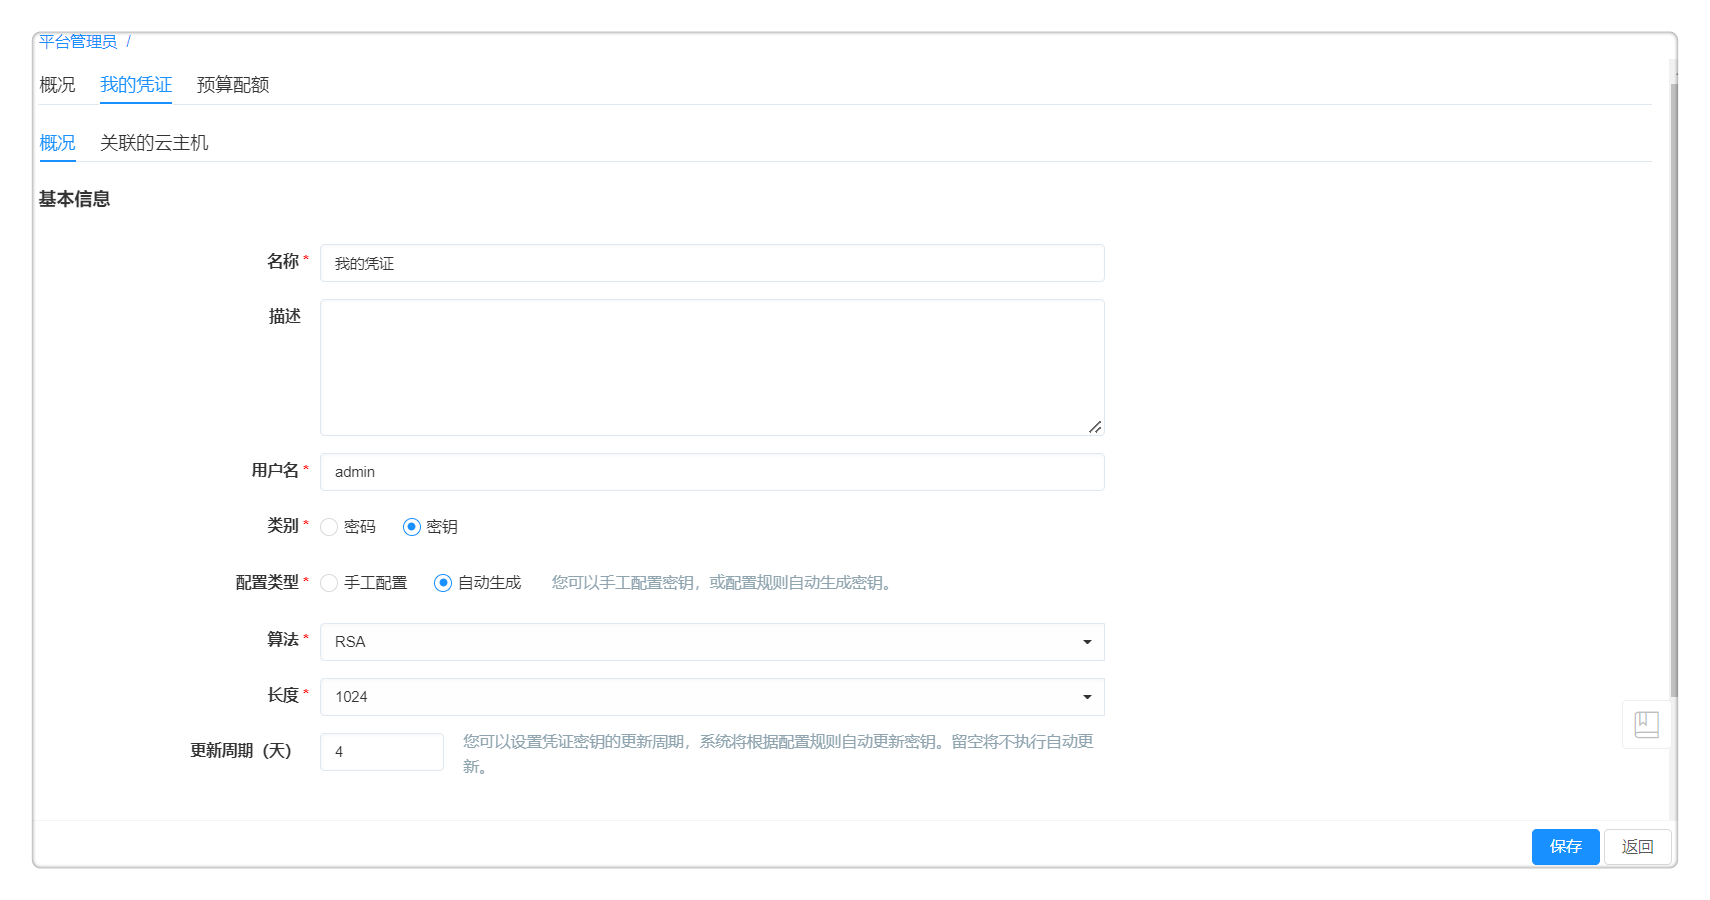 平台管理员 /
概况 我的凭证 预算配额
概况 关联的云主机
基本信息
名称 * 我的凭证
描述
用户名 * admin
类别 * 密码 密钥
配置类型 * 手工配置 自动生成 您可以手工配置密钥，或配置规则自动生成密钥。
算法 * RSA
长度 * 1024
更新周期（天） 4 您可以设置凭证密钥的更新周期，系统将根据配置规则自动更新密钥。留空将不执行自动更
新。
保存 返回